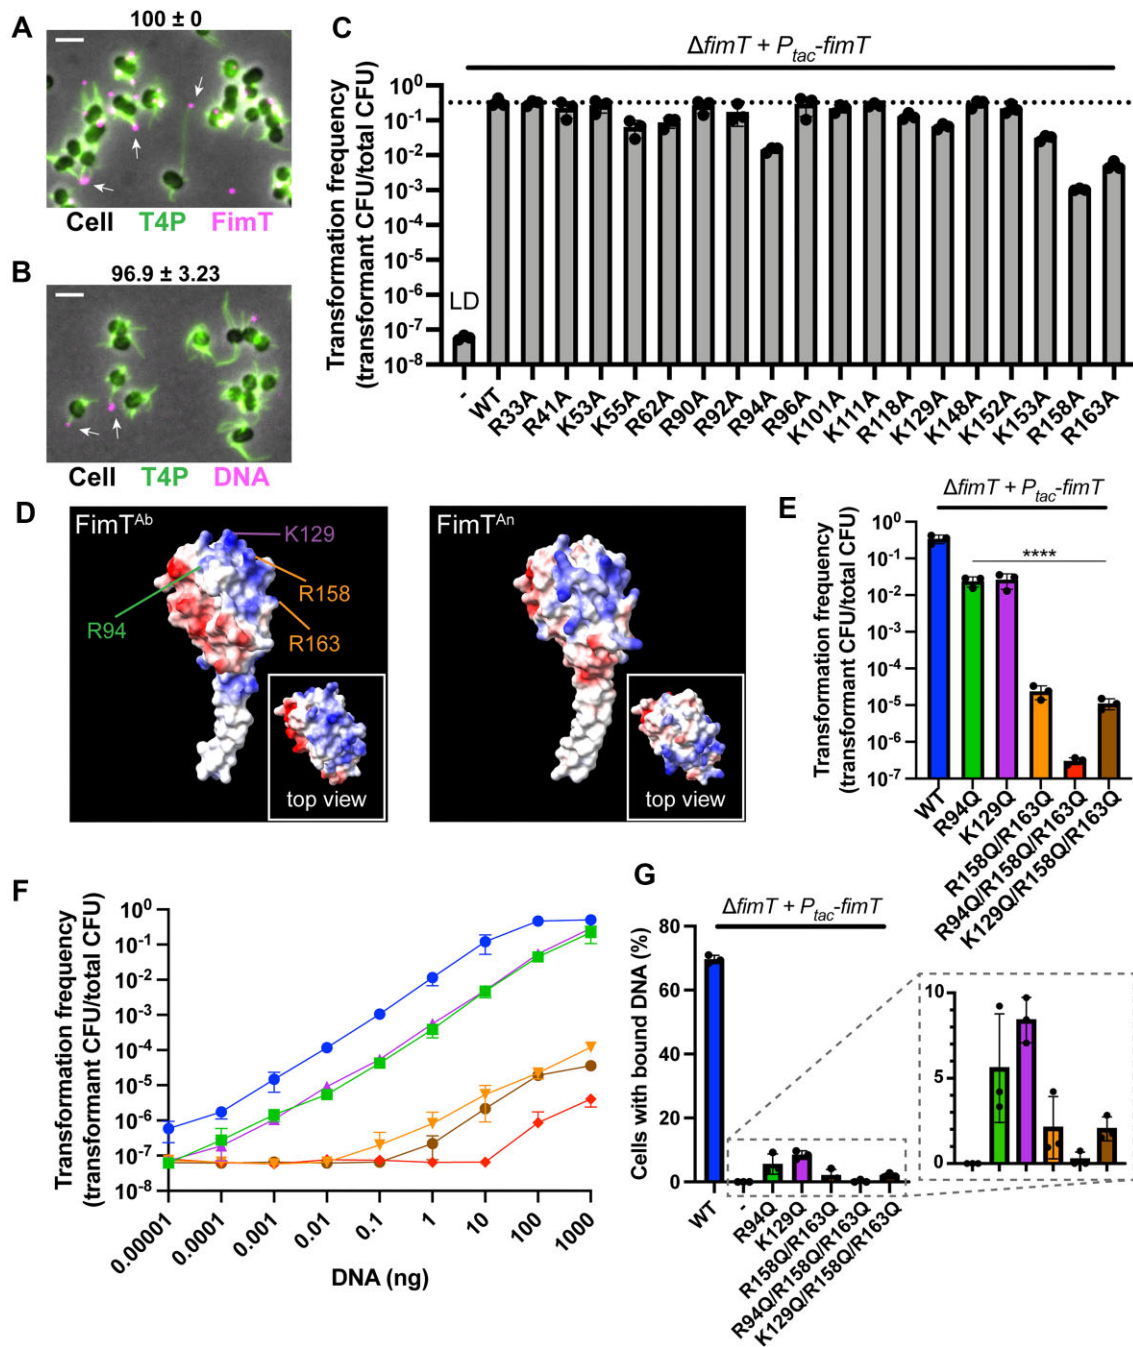 A
100 ± 0
Cell T4P FimT
B
96.9 ± 3.23
Cell T4P DNA
C
ΔfimT + Ptac-fimT
Transformation frequency
(transformant CFU/total CFU)
10⁰
10⁻¹
10⁻²
10⁻³
10⁻⁴
10⁻⁵
10⁻⁶
10⁻⁷
10⁻⁸
LD
-
WT
R33A
R41A
K53A
K55A
R62A
R90A
R92A
R94A
R96A
K101A
K111A
R118A
K129A
K148A
K152A
K153A
R158A
R163A
D
FimTᴬᵇ
K129
R158
R163
R94
top view
FimTᴬⁿ
top view
E
ΔfimT + Ptac-fimT
Transformation frequency
(transformant CFU/total CFU)
10⁰
10⁻¹
10⁻²
10⁻³
10⁻⁴
10⁻⁵
10⁻⁶
10⁻⁷
****
WT
R94Q
K129Q
R158Q/R163Q
R94Q/R158Q/R163Q
K129Q/R158Q/R163Q
F
Transformation frequency
(transformant CFU/total CFU)
10⁰
10⁻¹
10⁻²
10⁻³
10⁻⁴
10⁻⁵
10⁻⁶
10⁻⁷
10⁻⁸
0.00001
0.0001
0.001
0.01
0.1
1
10
100
1000
DNA (ng)
G
ΔfimT + Ptac-fimT
Cells with bound DNA (%)
80
60
40
20
0
WT
-
R94Q
K129Q
R158Q/R163Q
R94Q/R158Q/R163Q
K129Q/R158Q/R163Q
10
5
0